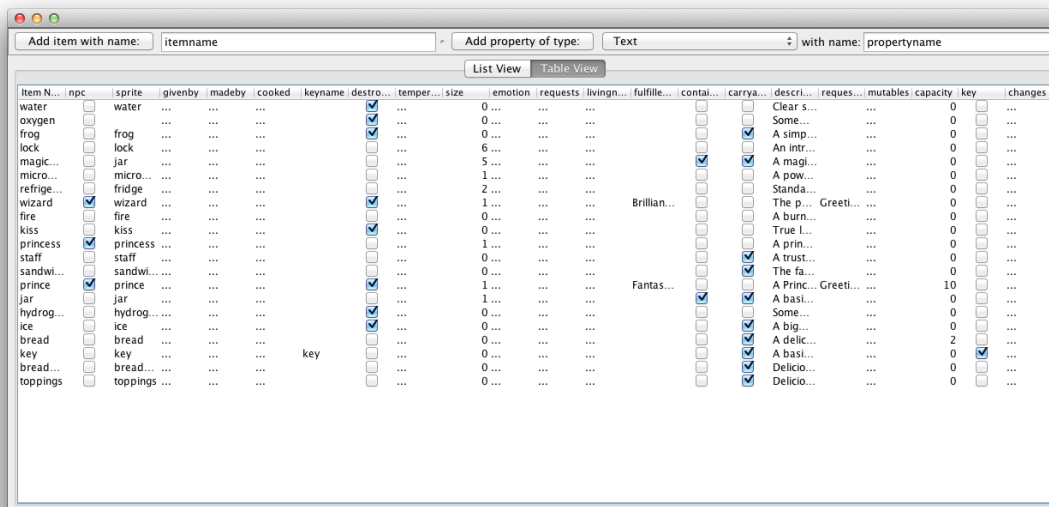 Add item with name: itemname Add property of type: Text with name: propertyname
List View Table View
Item N... npc sprite givenby madeby cooked keyname destro... temper... size emotion requests livingn... fulfille... contai... carrya... descri... reques... mutables capacity key changes
water water ... ... ... ... 0 ... ... ... Clear s... ... 0 ...
oxygen ... ... ... ... 0 ... ... ... Some... ... 0 ...
frog frog ... ... ... ... 0 ... ... ... A simp... ... 0 ...
lock lock ... ... ... ... 6 ... ... ... An intr... ... 0 ...
magic... jar ... ... ... ... 5 ... ... ... A magi... ... 0 ...
micro... micro... ... ... ... ... 1 ... ... ... A pow... ... 0 ...
refrige... fridge ... ... ... ... 2 ... ... ... Standa... ... 0 ...
wizard wizard ... ... ... ... 1 ... ... ... Brillian... The p... Greeti... ... 0 ...
fire fire ... ... ... ... 0 ... ... ... A burn... ... 0 ...
kiss kiss ... ... ... ... 0 ... ... ... True l... ... 0 ...
princess princess ... ... ... ... 1 ... ... ... A prin... ... 0 ...
staff staff ... ... ... ... 0 ... ... ... A trust... ... 0 ...
sandwi... sandwi... ... ... ... ... 0 ... ... ... The fa... ... 0 ...
prince prince ... ... ... ... 1 ... ... ... Fantas... A Princ... Greeti... ... 10 ...
jar jar ... ... ... ... 1 ... ... ... A basi... ... 0 ...
hydrog... hydrog... ... ... ... ... 0 ... ... ... Some... ... 0 ...
ice ice ... ... ... ... 0 ... ... ... A big... ... 0 ...
bread bread ... ... ... ... 0 ... ... ... A delic... ... 2 ...
key key ... ... ... key ... 0 ... ... ... A basi... ... 0 ...
bread... bread... ... ... ... ... 0 ... ... ... Delicio... ... 0 ...
toppings toppings ... ... ... ... 0 ... ... ... Delicio... ... 0 ...